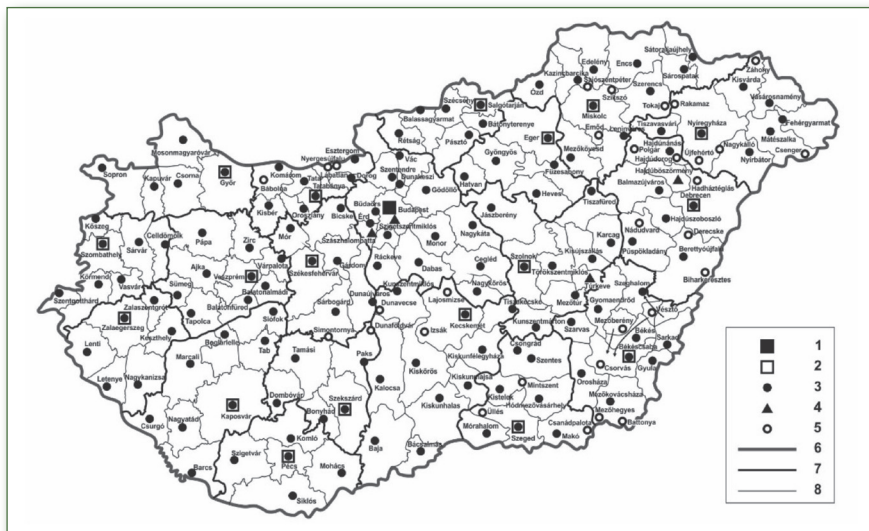 Sátoraljaújhely
Edelény
Encs
Záhony
Kazincbarcika
Sajószentpéter
Sárospatak
Kisvárda
Ózd
Szerencs
Szikszó
Vásárosnamény
Szécsény
Salgótarján
Miskolc
Tokaj
Rakamaz
Fehérgyarmat
Balassagyarmat
Bátonyterenye
Tiszavasvári
Nyíregyháza
Eger
Emőd
Mátészalka
Rétság
Pásztó
Mezőkövesd
Polgár
Hajdúnánás
Újfehértó
Nagykálló
Csenger
Mosonmagyaróvár
Esztergom
Gyöngyös
Hajdúdorog
Nyírbátor
Nyergesújfalu
Füzesabony
Hajdúböszörmény
Sopron
Vác
Komárom
Dorog
Szentendre
Hatvan
Balmazújváros
Hadháztéglás
Kapuvár
Csorna
Győr
Tata
Dunakeszi
Heves
Debrecen
Bábolna
Tatabánya
Gödöllő
Tiszafüred
Kisbér
Oroszlány
Bicske
Budaörs
Budapest
Jászberény
Hajdúszoboszló
Kőszeg
Érd
Szigetszentmiklós
Nádudvar
Celldömölk
Mór
Százhalombatta
Nagykáta
Karcag
Derecske
Szombathely
Sárvár
Pápa
Zirc
Monor
Kisújszállás
Püspökladány
Várpalota
Székesfehérvár
Gárdony
Ráckeve
Cegléd
Szolnok
Berettyóújfalu
Körmend
Vasvár
Ajka
Veszprém
Dabas
Törökszentmiklós
Biharkeresztes
Szentgotthárd
Sümeg
Balatonalmádi
Kunszentmiklós
Nagykőrös
Túrkeve
Szeghalom
Zalaszentgrót
Balatonfüred
Sárbogárd
Dunaújváros
Lajosmizse
Mezőtúr
Gyomaendrőd
Zalaegerszeg
Tapolca
Siófok
Dunavecse
Tiszakécske
Vésztő
Keszthely
Simontornya
Dunaföldvár
Kecskemét
Kunszentmárton
Mezőberény
Lenti
Izsák
Szarvas
Békés
Sarkad
Marcali
Tab
Tamási
Paks
Csongrád
Békéscsaba
Letenye
Nagykanizsa
Kiskőrös
Kiskunfélegyháza
Szentes
Csorvás
Gyula
Kalocsa
Orosháza
Dombóvár
Szekszárd
Kiskunmajsa
Mintszent
Kaposvár
Kiskunhalas
Kistelek
Mezőkovácsháza
Nagyatád
Bonyhád
Hódmezővásárhely
Csurgó
Üllés
Mezőhegyes
Komló
Mórahalom
Szeged
Csanádpalota
Battonya
Szigetvár
Baja
Makó
Barcs
Pécs
Mohács
Bácsalmás
Siklós
1
2
3
4
5
6
7
8